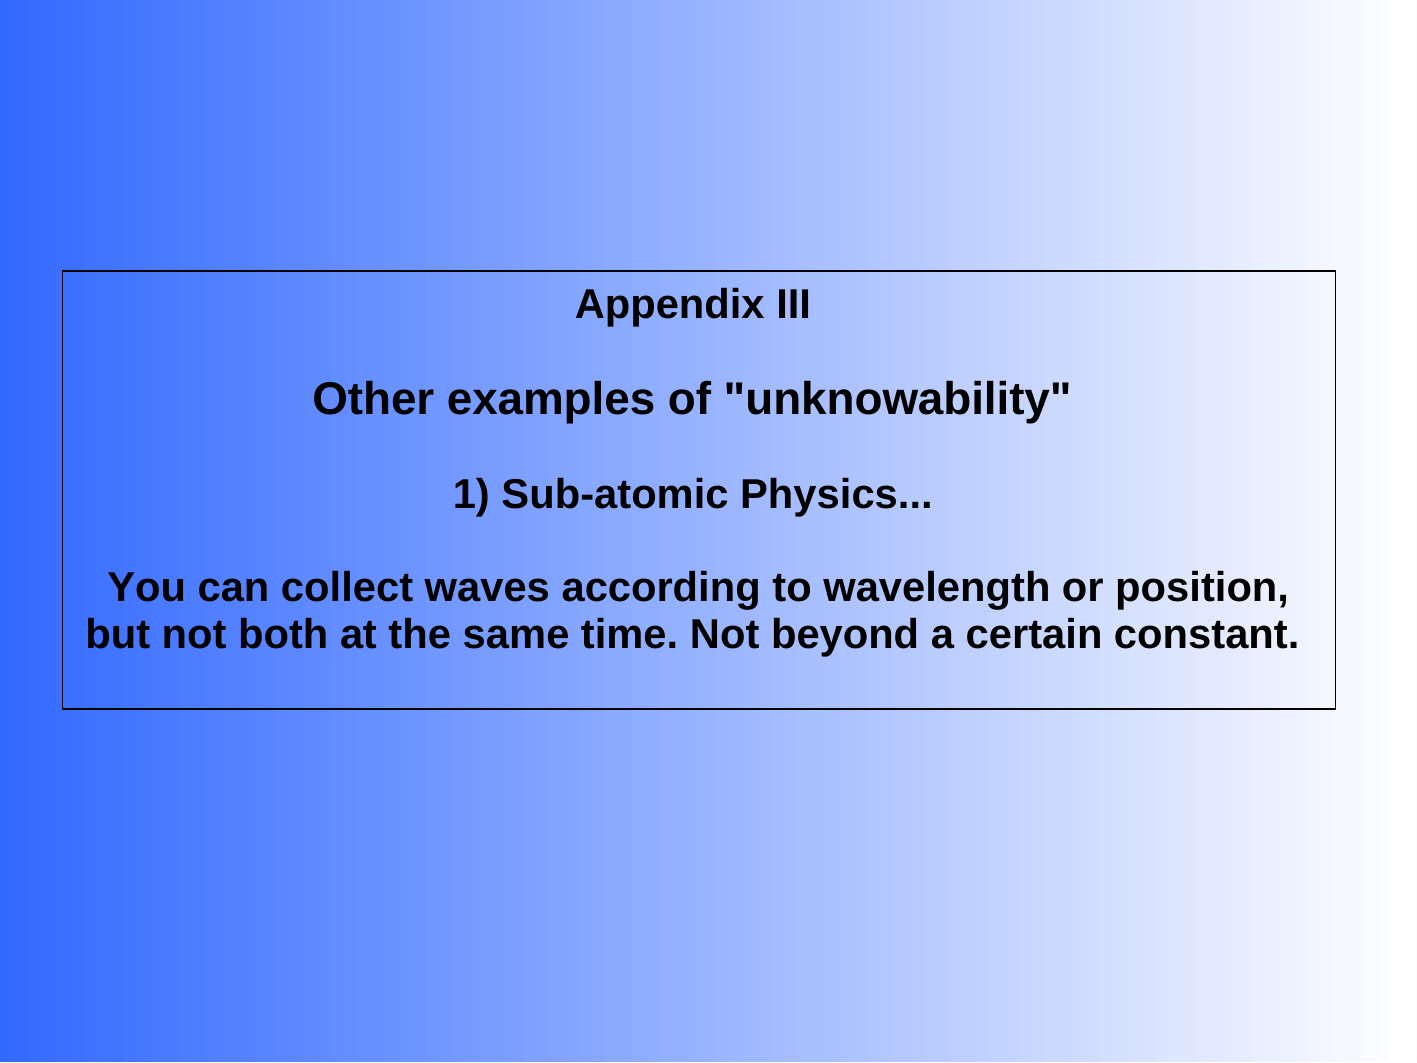 Appendix III
Other examples of "unknowability"
1) Sub-atomic Physics...
You can collect waves according to wavelength or position,
but not both at the same time. Not beyond a certain constant.